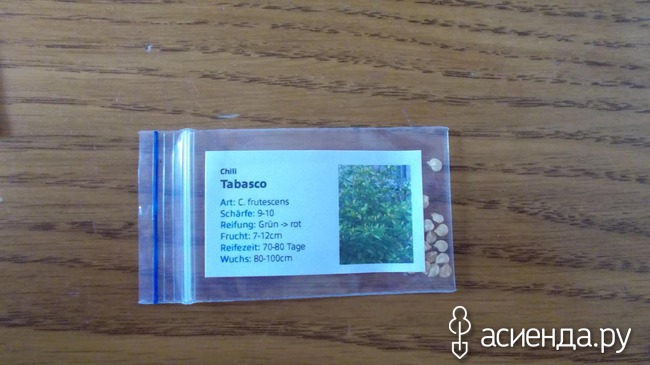 Chili
Tabasco
Art: C. frutescens
Schärfe: 9-10
Reifung: Grün -> rot
Frucht: 7-12cm
Reifezeit: 70-80 Tage
Wuchs: 80-100cm
асиенда.ру